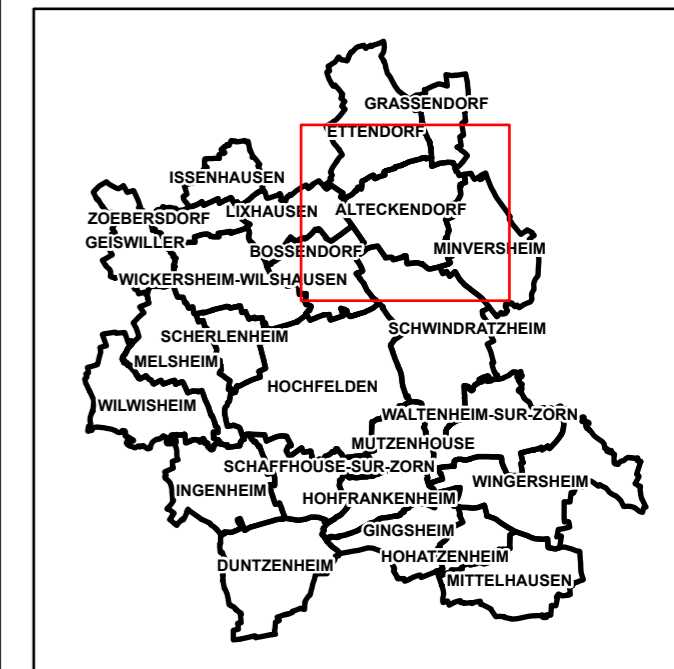 GRASSENDORF
ETTENDORF
ISSENHAUSEN
ZOEBERSDORF
LIXHAUSEN
ALTECKENDORF
GEISWILLER
BOSSENDORF
MINVERSHEIM
WICKERSHEIM-WILSHAUSEN
SCHERLENHEIM
SCHWINDRATZHEIM
MELSHEIM
HOCHFELDEN
WILWISHEIM
WALTENHEIM-SUR-ZORN
MUTZENHOUSE
SCHAFFHOUSE-SUR-ZORN
INGENHEIM
HOHFRANKENHEIM
WINGERSHEIM
GINGSHEIM
DUNTZENHEIM
HOHATZENHEIM
MITTELHAUSEN